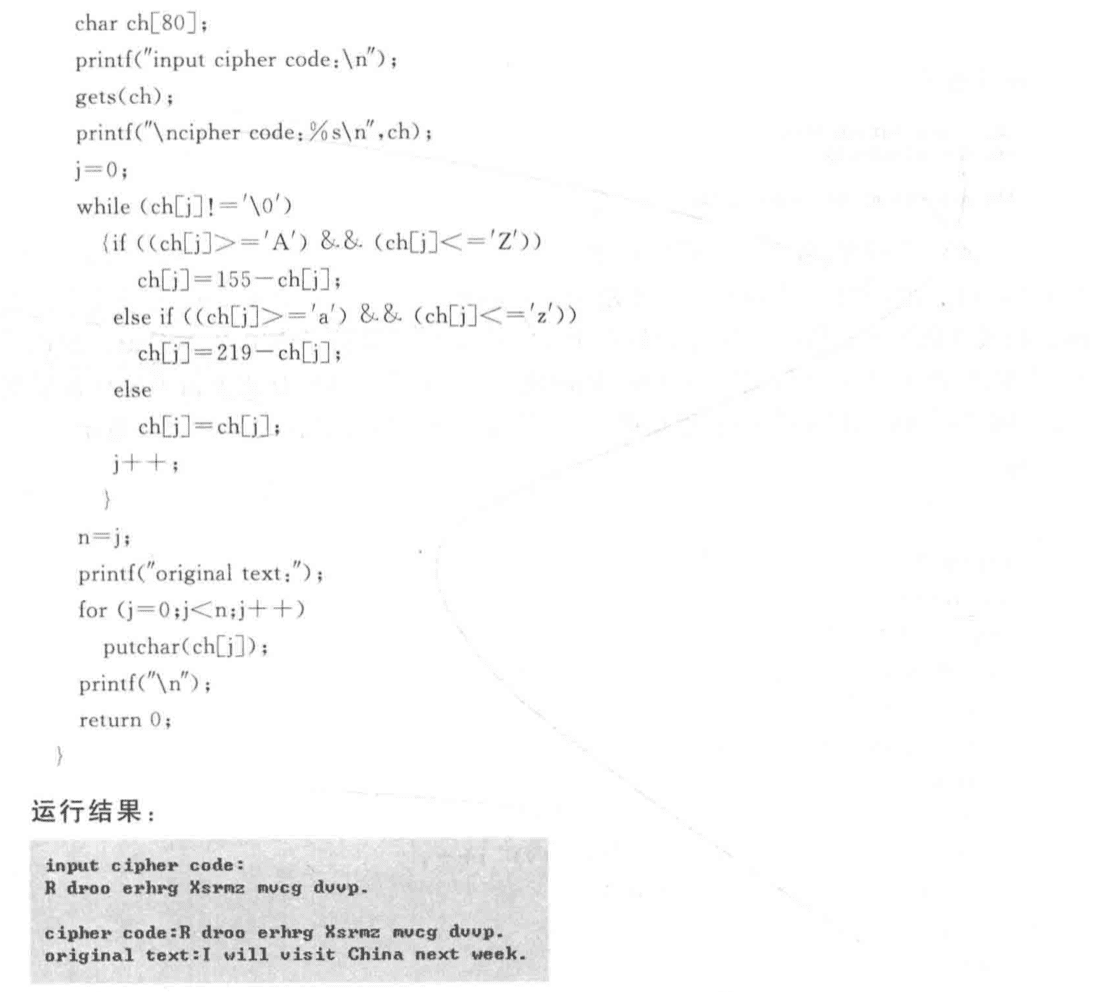 char ch[80];
printf("input cipher code:\n");
gets(ch);
printf("\ncipher code:%s\n",ch);
j=0;
while (ch[j]!='\0')
{if ((ch[j]>='A') && (ch[j]<='Z'))
ch[j]=155-ch[j];
else if ((ch[j]>='a') && (ch[j]<='z'))
ch[j]=219-ch[j];
else
ch[j]=ch[j];
j++;
}
n=j;
printf("original text:");
for (j=0;j<n;j++)
putchar(ch[j]);
printf("\n");
return 0;
}
运行结果:
input cipher code:
R droo erhrg Xsrmz mvcg dvvp.
cipher code:R droo erhrg Xsrmz mvcg dvvp.
original text:I will visit China next week.